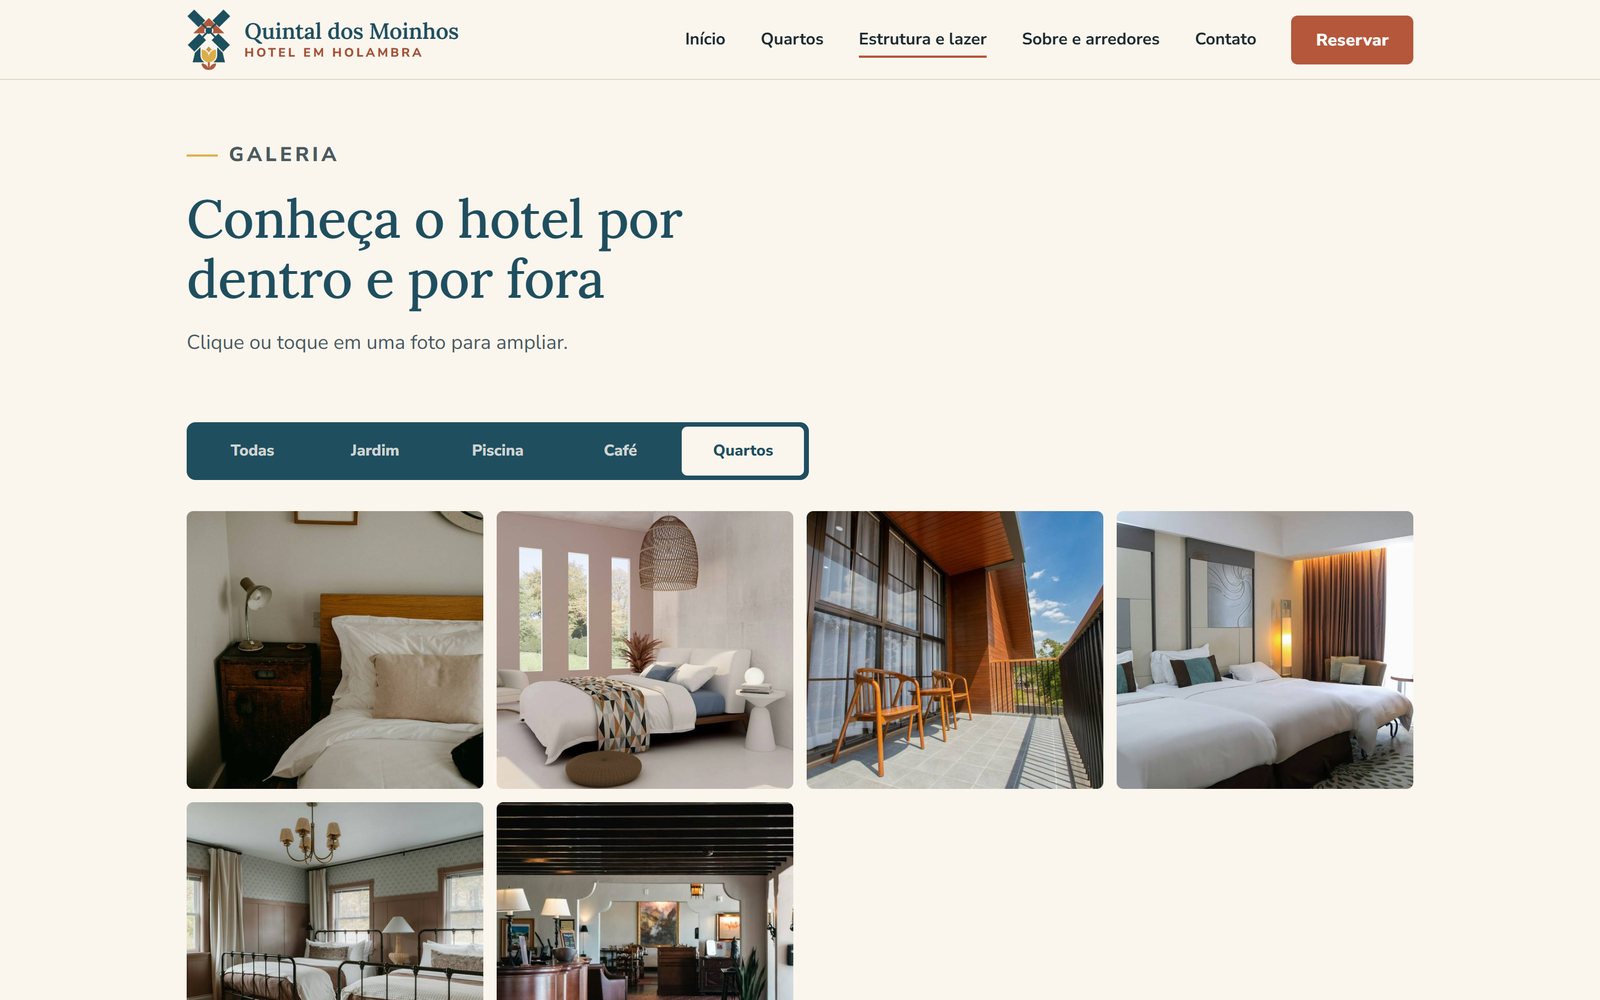 Quintal dos Moinhos
HOTEL EM HOLAMBRA
Início
Quartos
Estrutura e lazer
Sobre e arredores
Contato
Reservar
GALERIA
Conheça o hotel por
dentro e por fora
Clique ou toque em uma foto para ampliar.
Todas
Jardim
Piscina
Café
Quartos